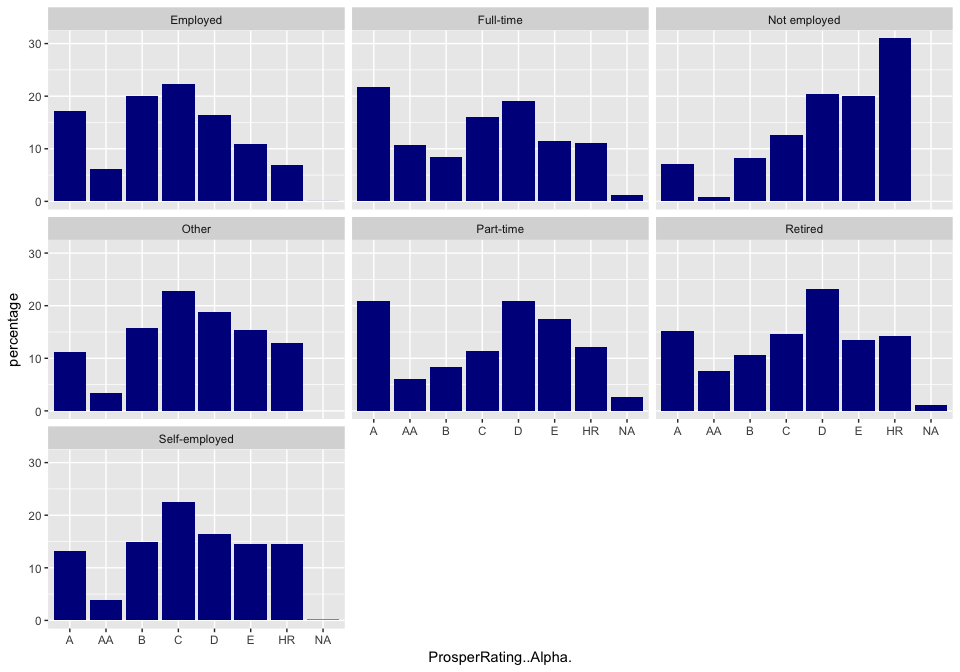 Employed Full-time Not employed
30
20
10
0
Other Part-time Retired
30
20
10
0
percentage
A AA B C D E HR NA A AA B C D E HR NA
Self-employed
30
20
10
0
A AA B C D E HR NA
ProsperRating..Alpha.